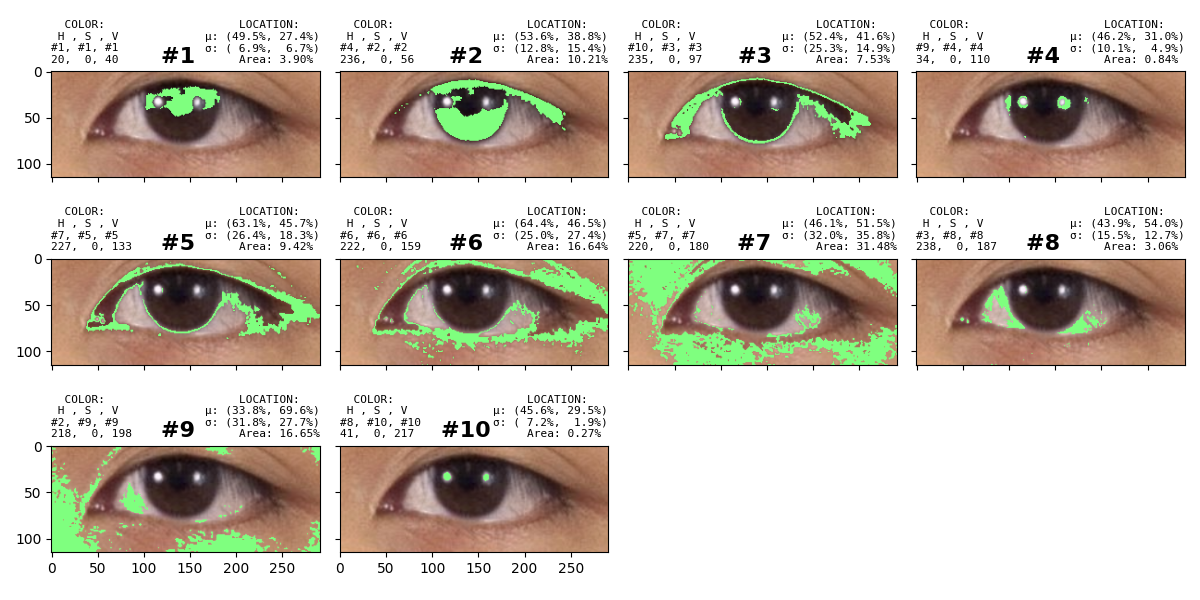 COLOR: LOCATION:
H , S , V μ: (49.5%, 27.4%)
#1, #1, #1 #1 σ: ( 6.9%, 6.7%)
20, 0, 40 Area: 3.90%
COLOR: LOCATION:
H , S , V μ: (53.6%, 38.8%)
#4, #2, #2 #2 σ: (12.8%, 15.4%)
236, 0, 56 Area: 10.21%
COLOR: LOCATION:
H , S , V μ: (52.4%, 41.6%)
#10, #3, #3 #3 σ: (25.3%, 14.9%)
235, 0, 97 Area: 7.53%
COLOR: LOCATION:
H , S , V μ: (46.2%, 31.0%)
#9, #4, #4 #4 σ: (10.1%, 4.9%)
34, 0, 110 Area: 0.84%
0
50
100
COLOR: LOCATION:
H , S , V μ: (63.1%, 45.7%)
#7, #5, #5 #5 σ: (26.4%, 18.3%)
227, 0, 133 Area: 9.42%
COLOR: LOCATION:
H , S , V μ: (64.4%, 46.5%)
#6, #6, #6 #6 σ: (25.0%, 27.4%)
222, 0, 159 Area: 16.64%
COLOR: LOCATION:
H , S , V μ: (46.1%, 51.5%)
#5, #7, #7 #7 σ: (32.0%, 35.8%)
220, 0, 180 Area: 31.48%
COLOR: LOCATION:
H , S , V μ: (43.9%, 54.0%)
#3, #8, #8 #8 σ: (15.5%, 12.7%)
238, 0, 187 Area: 3.06%
0
50
100
COLOR: LOCATION:
H , S , V μ: (33.8%, 69.6%)
#2, #9, #9 #9 σ: (31.8%, 27.7%)
218, 0, 198 Area: 16.65%
COLOR: LOCATION:
H , S , V μ: (45.6%, 29.5%)
#8, #10, #10 #10 σ: ( 7.2%, 1.9%)
41, 0, 217 Area: 0.27%
0
50
100
0 50 100 150 200 250
0 50 100 150 200 250